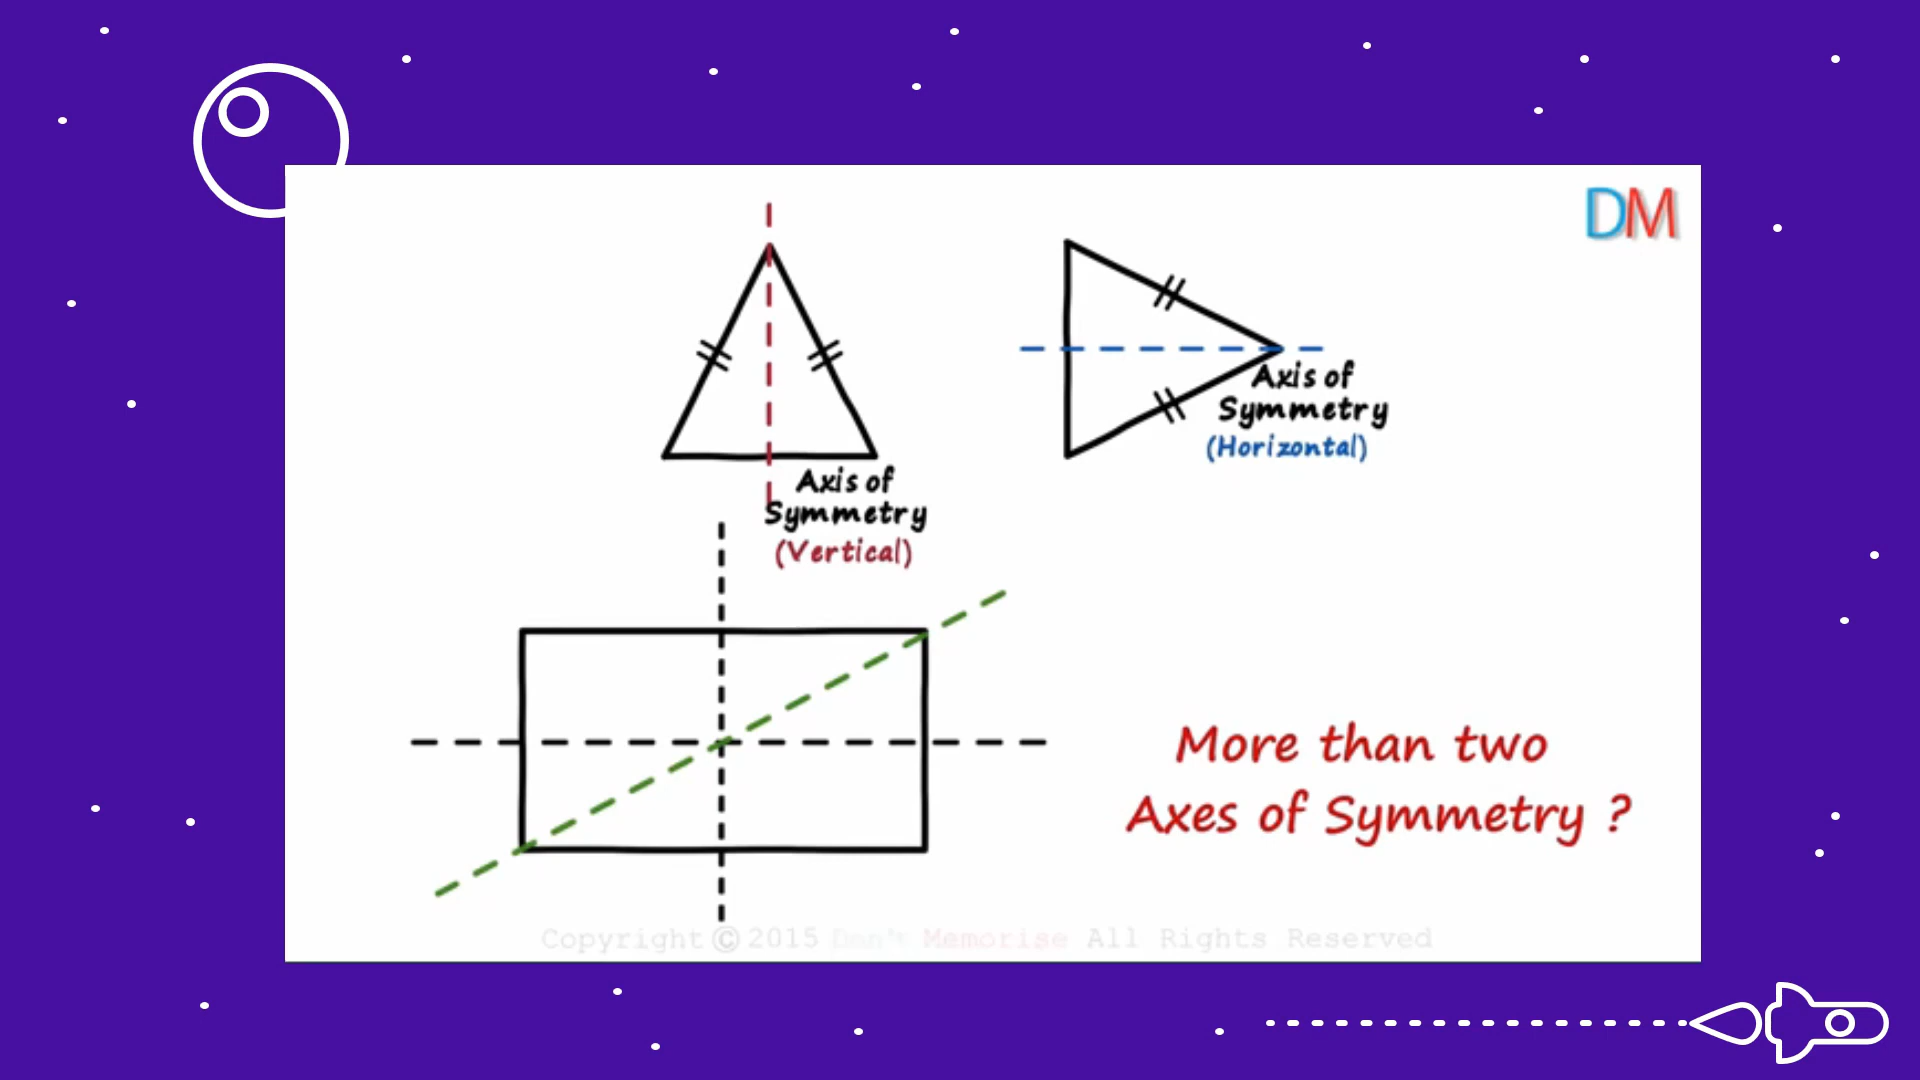 DM
Axis of
Symmetry
(Horizontal)
Axis of
Symmetry
(Vertical)
More than two
Axes of Symmetry ?
Copyright © 2015 Don't Memorise All Rights Reserved